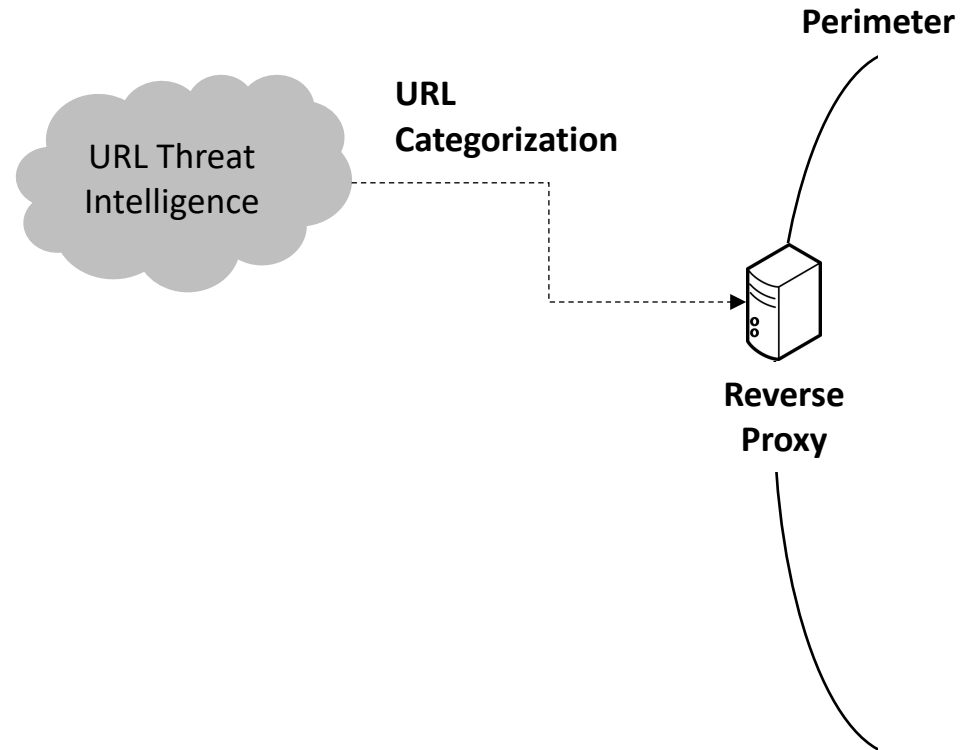 Perimeter
URL
Categorization
URL Threat
Intelligence
Reverse
Proxy